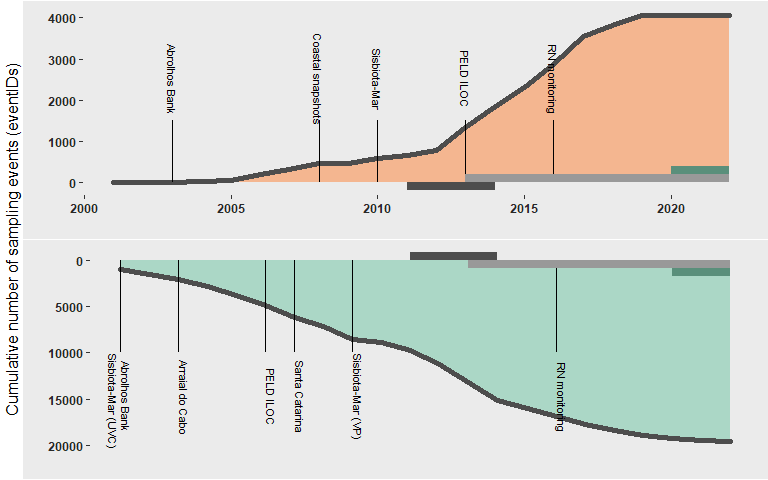 Cumulative number of sampling events (eventIDs)
4000
3000
2000
1000
0
Abrolhos Bank
Coastal snapshots
Sisbiota-Mar
PELD ILOC
RN monitoring
2000
2005
2010
2015
2020
0
5000
10000
15000
20000
Sisbiota-Mar (UVC)
Abrolhos Bank
Arraial do Cabo
PELD ILOC
Santa Catarina
Sisbiota-Mar (VP)
RN monitoring